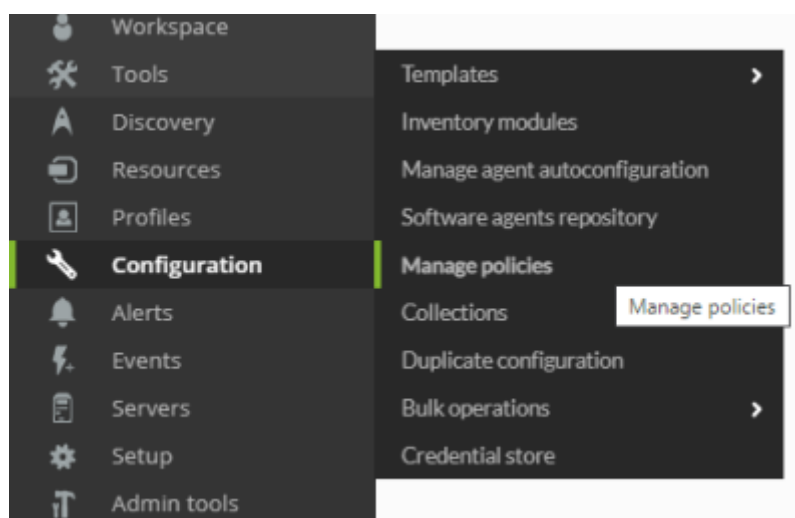 Workspace
Tools
Discovery
Resources
Profiles
Configuration
Alerts
Events
Servers
Setup
Admin tools
Templates
Inventory modules
Manage agent autoconfiguration
Software agents repository
Manage policies
Manage policies
Collections
Duplicate configuration
Bulk operations
Credential store